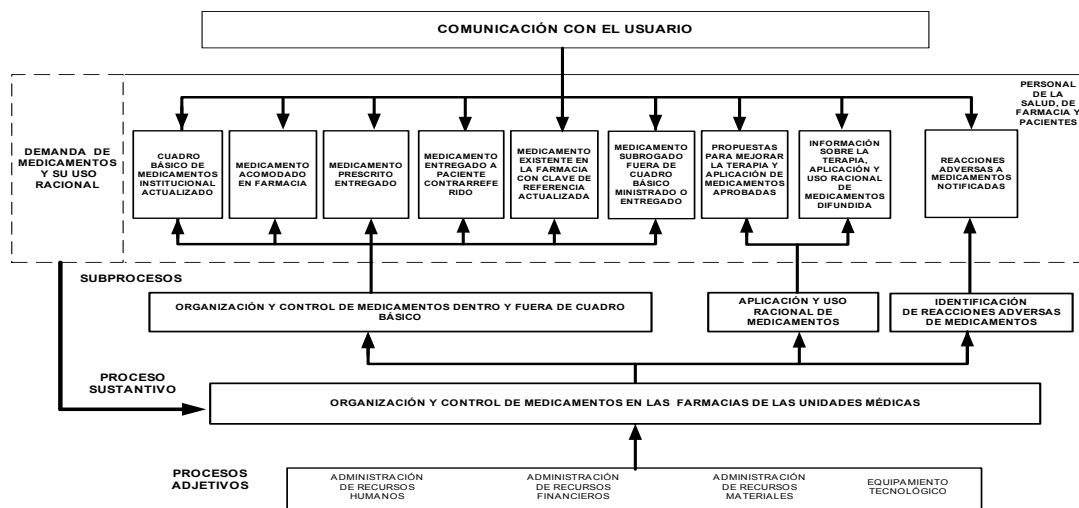 COMUNICACIÓN CON EL USUARIO
PERSONAL
DE LA
SALUD, DE
FARMACIA Y
PACIENTES
DEMANDA DE
MEDICAMENTOS
Y SU USO
RACIONAL
CUADRO
BÁSICO DE
MEDICAMENTOS
INSTITUCIONAL
ACTUALIZADO
MEDICAMENTO
ACOMODADO
EN FARMACIA
MEDICAMENTO
PRESCRITO
ENTREGADO
MEDICAMENTO
ENTREGADO A
PACIENTE
CONTRARREFE
RIDO
MEDICAMENTO
EXISTENTE EN
LA FARMACIA
CON CLAVE DE
REFERENCIA
ACTUALIZADA
MEDICAMENTO
SUBROGADO
FUERA DE
CUADRO
BÁSICO
MINISTRADO O
ENTREGADO
PROPUESTAS
PARA MEJORAR
LA TERAPIA Y
APLICACIÓN DE
MEDICAMENTOS
APROBADAS
INFORMACIÓN
SOBRE LA
TERAPIA,
APLICACIÓN Y
USO RACIONAL
DE
MEDICAMENTOS
DIFUNDIDA
REACCIONES
ADVERSAS A
MEDICAMENTOS
NOTIFICADAS
SUBPROCESOS
ORGANIZACIÓN Y CONTROL DE MEDICAMENTOS DENTRO Y FUERA DE CUADRO
BÁSICO
APLICACIÓN Y USO
RACIONAL DE
MEDICAMENTOS
IDENTIFICACIÓN
DE REACCIONES ADVERSAS
DE MEDICAMENTOS
PROCESO
SUSTANTIVO
ORGANIZACIÓN Y CONTROL DE MEDICAMENTOS EN LAS FARMACIAS DE LAS UNIDADES MÉDICAS
PROCESOS
ADJETIVOS
ADMINISTRACIÓN
DE RECURSOS
HUMANOS
ADMINISTRACIÓN
DE RECURSOS
FINANCIEROS
ADMINISTRACIÓN
DE RECURSOS
MATERIALES
EQUIPAMIENTO
TECNOLÓGICO